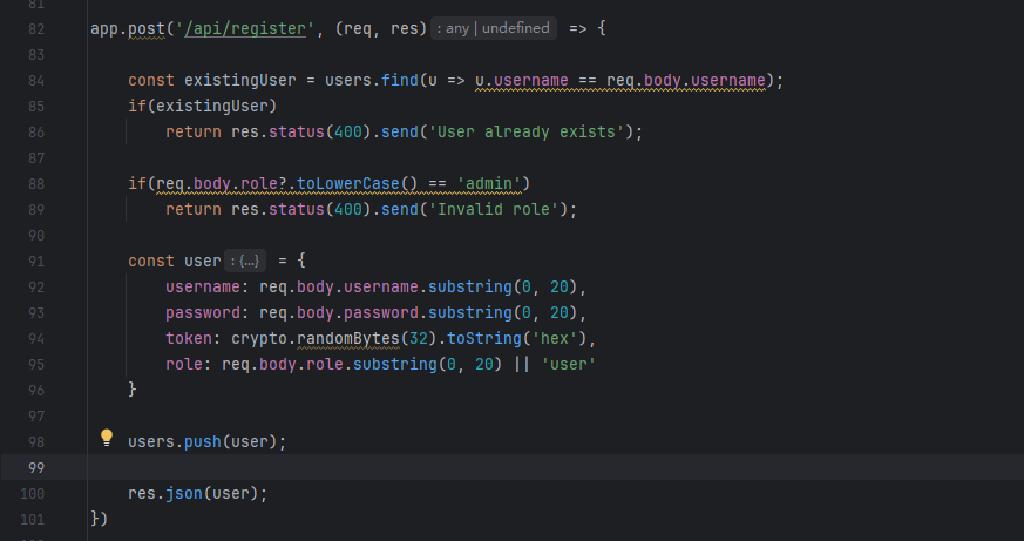 81
82 app.post('/api/register', (req, res) : any | undefined => {
83
84 const existingUser = users.find(u => u.username == req.body.username);
85 if(existingUser)
86 return res.status(400).send('User already exists');
87
88 if(req.body.role?.toLowerCase() == 'admin')
89 return res.status(400).send('Invalid role');
90
91 const user : {...} = {
92 username: req.body.username.substring(0, 20),
93 password: req.body.password.substring(0, 20),
94 token: crypto.randomBytes(32).toString('hex'),
95 role: req.body.role.substring(0, 20) || 'user'
96 }
97
98 users.push(user);
99
100 res.json(user);
101 })